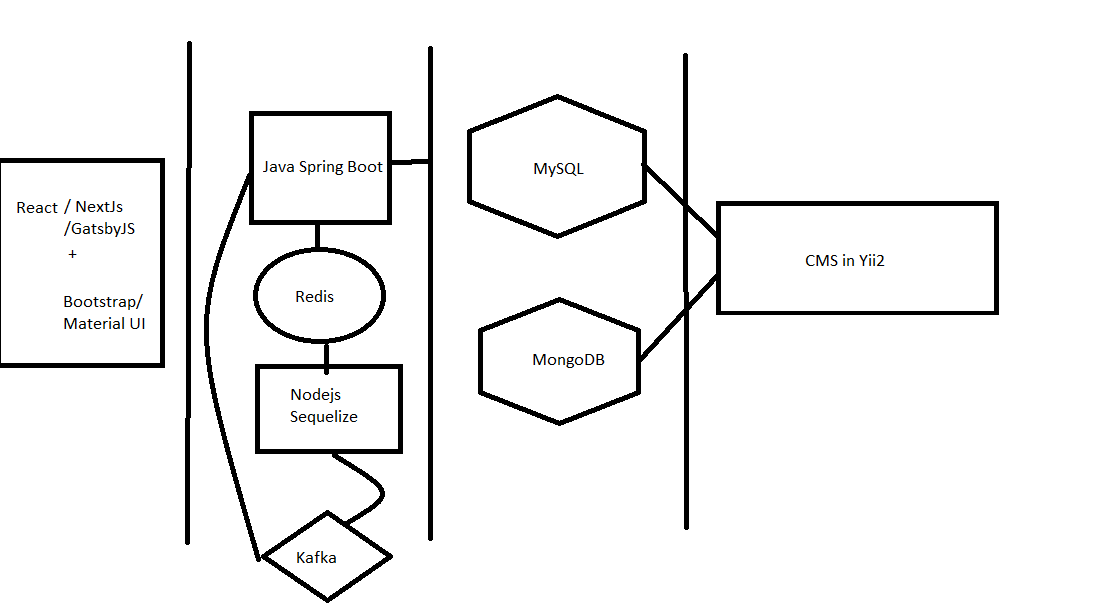 React / NextJs
/GatsbyJS
+
Bootstrap/
Material UI
Java Spring Boot
Redis
Nodejs
Sequelize
Kafka
MySQL
MongoDB
CMS in Yii2